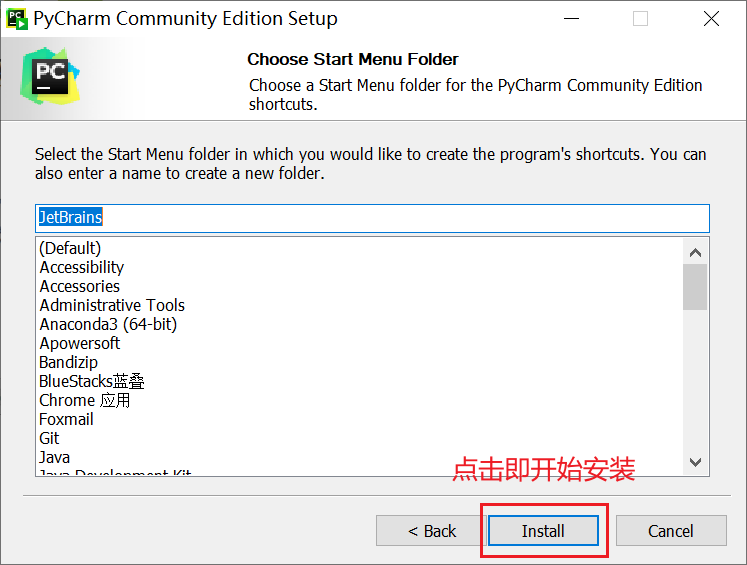 PyCharm Community Edition Setup
PC
Choose Start Menu Folder
Choose a Start Menu folder for the PyCharm Community Edition
shortcuts.
Select the Start Menu folder in which you would like to create the program's shortcuts. You can
also enter a name to create a new folder.
JetBrains
(Default)
Accessibility
Accessories
Administrative Tools
Anaconda3 (64-bit)
Apowersoft
Bandizip
BlueStacks蓝叠
Chrome 应用
Foxmail
Git
Java
Java Development Kit
点击即开始安装
< Back
Install
Cancel